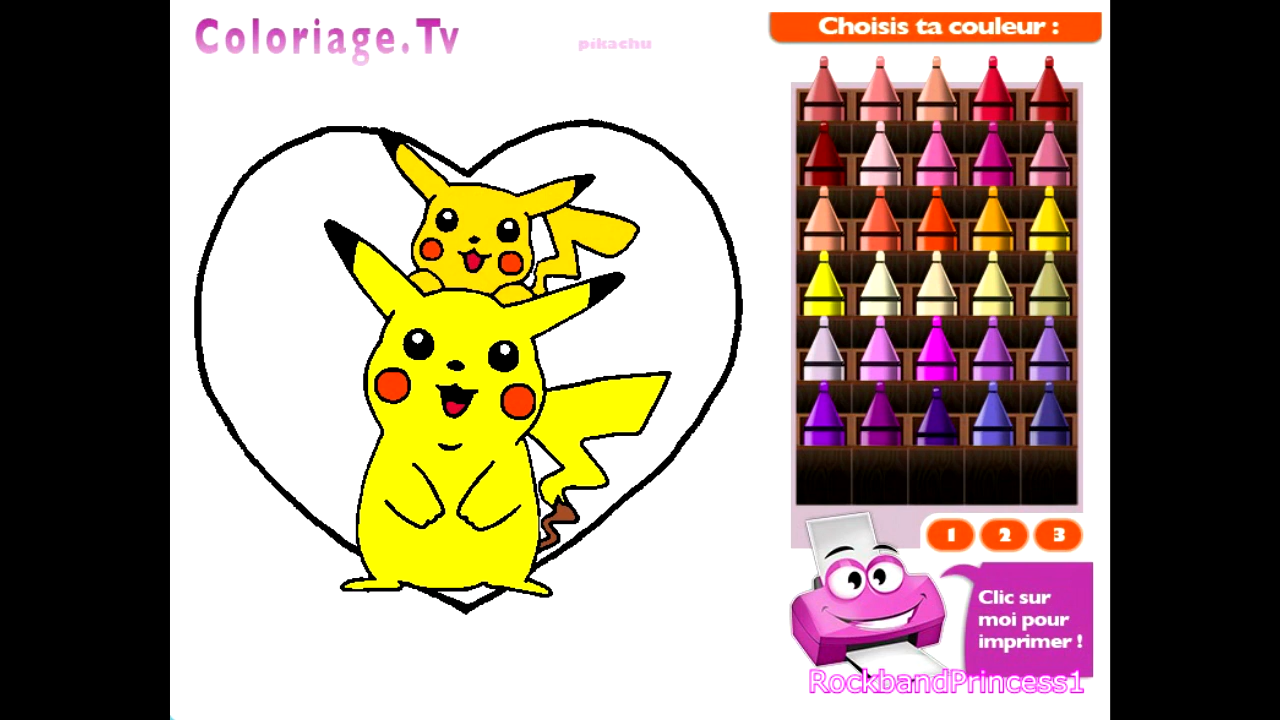 Coloriage.Tv
pikachu
Choisis ta couleur :
1 2 3
Clic sur
moi pour
imprimer !
RockbandPrincess1